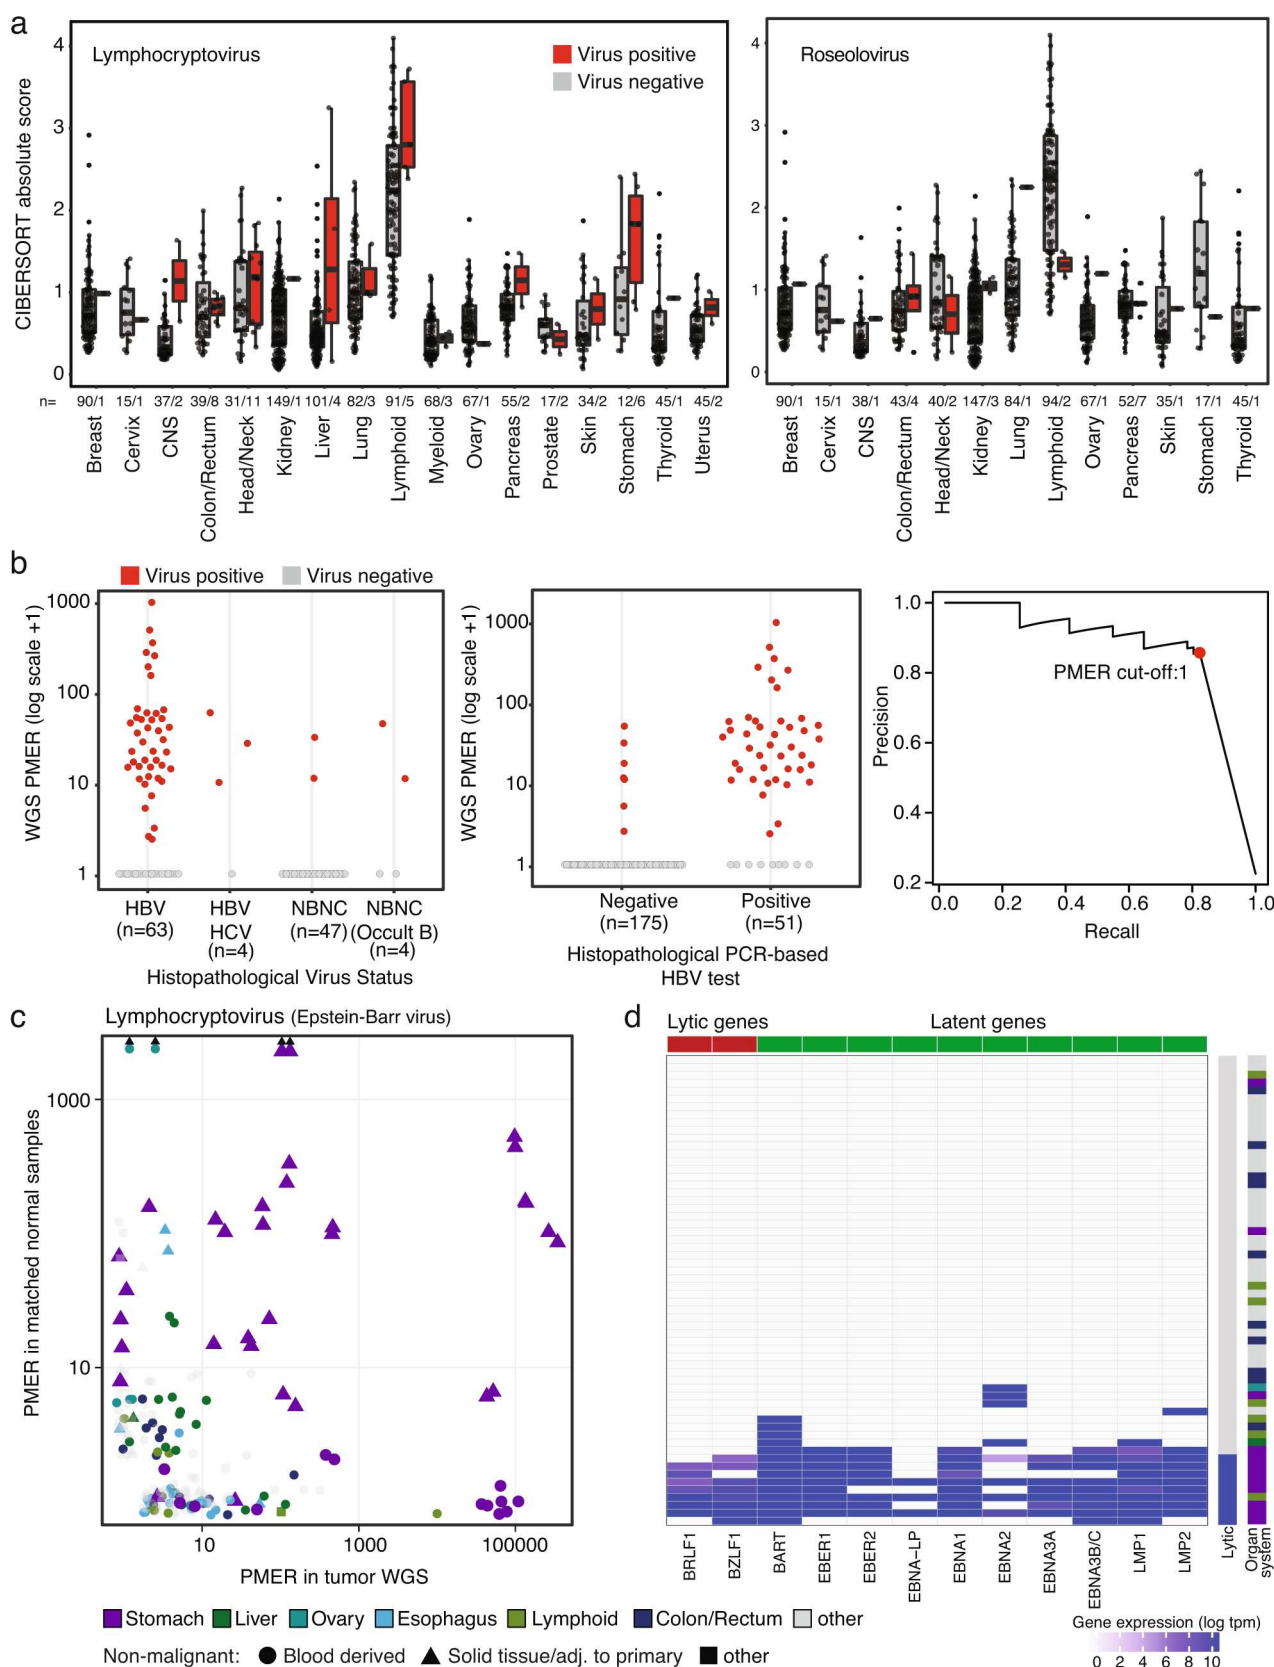 a
Lymphocryptovirus
Virus positive
Virus negative
Roseolovirus
CIBERSORT absolute score
4
3
2
1
0
4
3
2
1
0
n= 90/1 15/1 37/2 39/8 31/11 149/1 101/4 82/3 91/5 68/3 67/1 55/2 17/2 34/2 12/6 45/1 45/2
90/1 15/1 38/1 43/4 40/2 147/3 84/1 94/2 67/1 52/7 35/1 17/1 45/1
Breast Cervix CNS Colon/Rectum Head/Neck Kidney Liver Lung Lymphoid Myeloid Ovary Pancreas Prostate Skin Stomach Thyroid Uterus
Breast Cervix CNS Colon/Rectum Head/Neck Kidney Lung Lymphoid Ovary Pancreas Skin Stomach Thyroid
b
Virus positive Virus negative
WGS PMER (log scale +1)
1000
100
10
1
HBV (n=63)
HBV HCV (n=4)
NBNC (n=47)
NBNC (Occult B) (n=4)
Histopathological Virus Status
WGS PMER (log scale +1)
1000
100
10
1
Negative (n=175)
Positive (n=51)
Histopathological PCR-based
HBV test
Precision
1.0
0.8
0.6
0.4
0.2
PMER cut-off:1
0.0 0.2 0.4 0.6 0.8 1.0
Recall
c
Lymphocryptovirus (Epstein-Barr virus)
PMER in matched normal samples
1000
10
10 1000 100000
PMER in tumor WGS
d
Lytic genes Latent genes
BRLF1 BZLF1 BART EBER1 EBER2 EBNA-LP EBNA1 EBNA2 EBNA3A EBNA3B/C LMP1 LMP2
Lytic
Organ system
Stomach Liver Ovary Esophagus Lymphoid Colon/Rectum other
Non-malignant: Blood derived Solid tissue/adj. to primary other
Gene expression (log tpm)
0 2 4 6 8 10